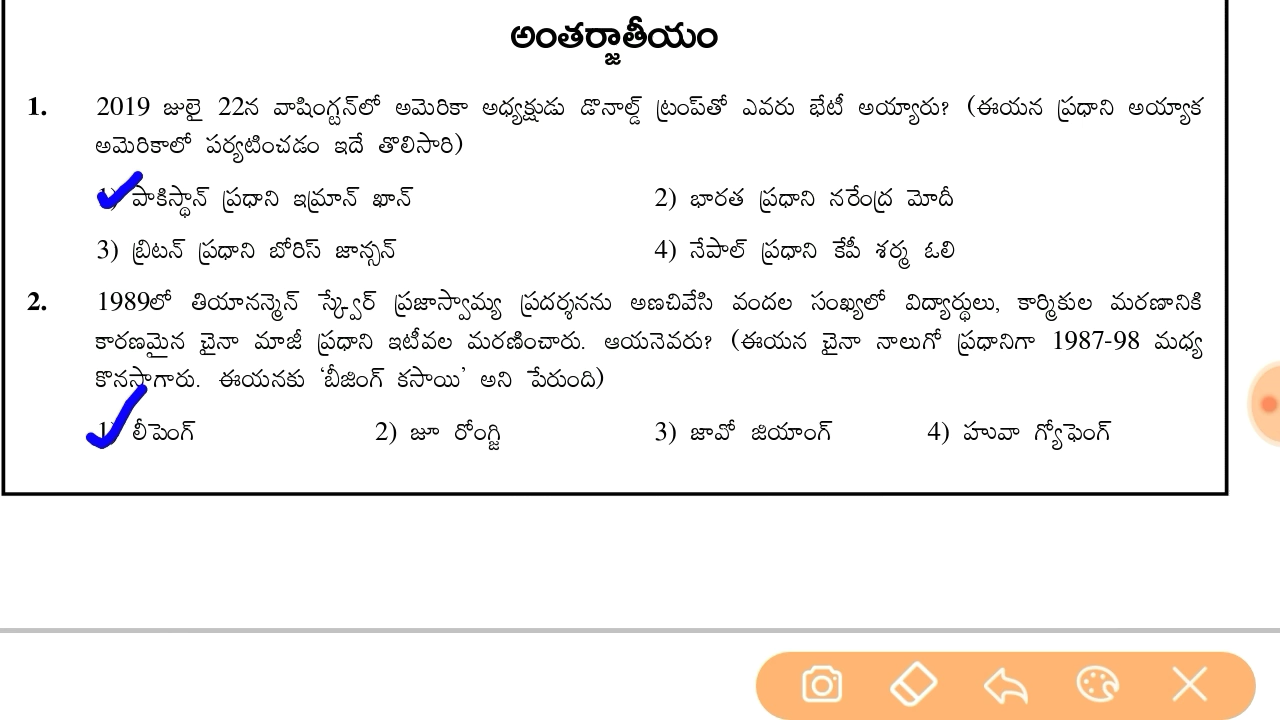 అంతర్జాతీయం
1. 2019 జులై 22న వాషింగ్టన్‌లో అమెరికా అధ్యక్షుడు డొనాల్డ్ ట్రంప్‌తో ఎవరు భేటీ అయ్యారు? (ఈయన ప్రధాని అయ్యాక
అమెరికాలో పర్యటించడం ఇదే తొలిసారి)
1) పాకిస్థాన్ ప్రధాని ఇమ్రాన్ ఖాన్ 2) భారత ప్రధాని నరేంద్ర మోదీ
3) బ్రిటన్ ప్రధాని బోరిస్ జాన్సన్ 4) నేపాల్ ప్రధాని కేపీ శర్మ ఓలి
2. 1989లో తియానన్మెన్ స్క్వేర్ ప్రజాస్వామ్య ప్రదర్శనను అణచివేసి వందల సంఖ్యలో విద్యార్థులు, కార్మికుల మరణానికి
కారణమైన చైనా మాజీ ప్రధాని ఇటీవల మరణించారు. ఆయనెవరు? (ఈయన చైనా నాలుగో ప్రధానిగా 1987-98 మధ్య
కొనసాగారు. ఈయనకు ‘బీజింగ్ కసాయి’ అని పేరుంది)
1) లీపెంగ్ 2) జూ రోంగ్జి 3) జావో జియాంగ్ 4) హువా గ్యోఫెంగ్